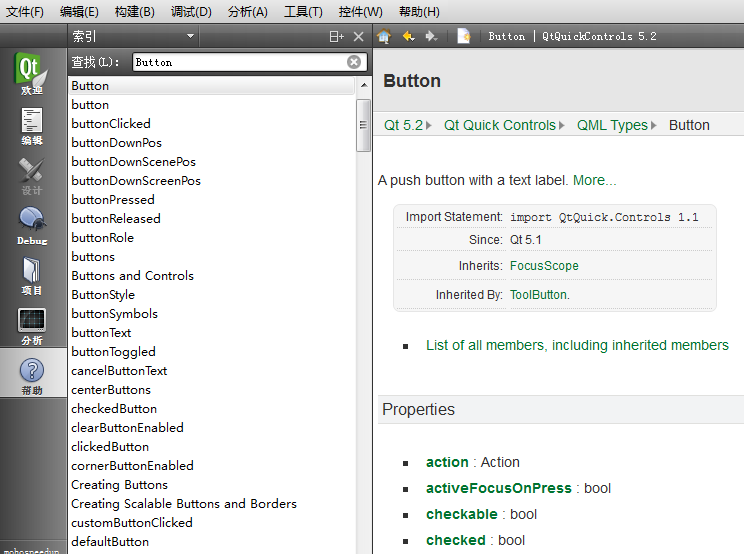 文件(F) 编辑(E) 构建(B) 调试(D) 分析(A) 工具(T) 控件(W) 帮助(H)
索引
Button | QtQuickControls 5.2
Qt
欢迎
编辑
设计
Debug
项目
分析
帮助
查找(L): Button
Button
button
buttonClicked
buttonDownPos
buttonDownScenePos
buttonDownScreenPos
buttonPressed
buttonReleased
buttonRole
buttons
Buttons and Controls
ButtonStyle
buttonSymbols
buttonText
buttonToggled
cancelButtonText
centerButtons
checkedButton
clearButtonEnabled
clickedButton
cornerButtonEnabled
Creating Buttons
Creating Scalable Buttons and Borders
customButtonClicked
defaultButton
Button
Qt 5.2 Qt Quick Controls QML Types Button
A push button with a text label. More...
Import Statement: import QtQuick.Controls 1.1
Since: Qt 5.1
Inherits: FocusScope
Inherited By: ToolButton.
List of all members, including inherited members
Properties
action : Action
activeFocusOnPress : bool
checkable : bool
checked : bool